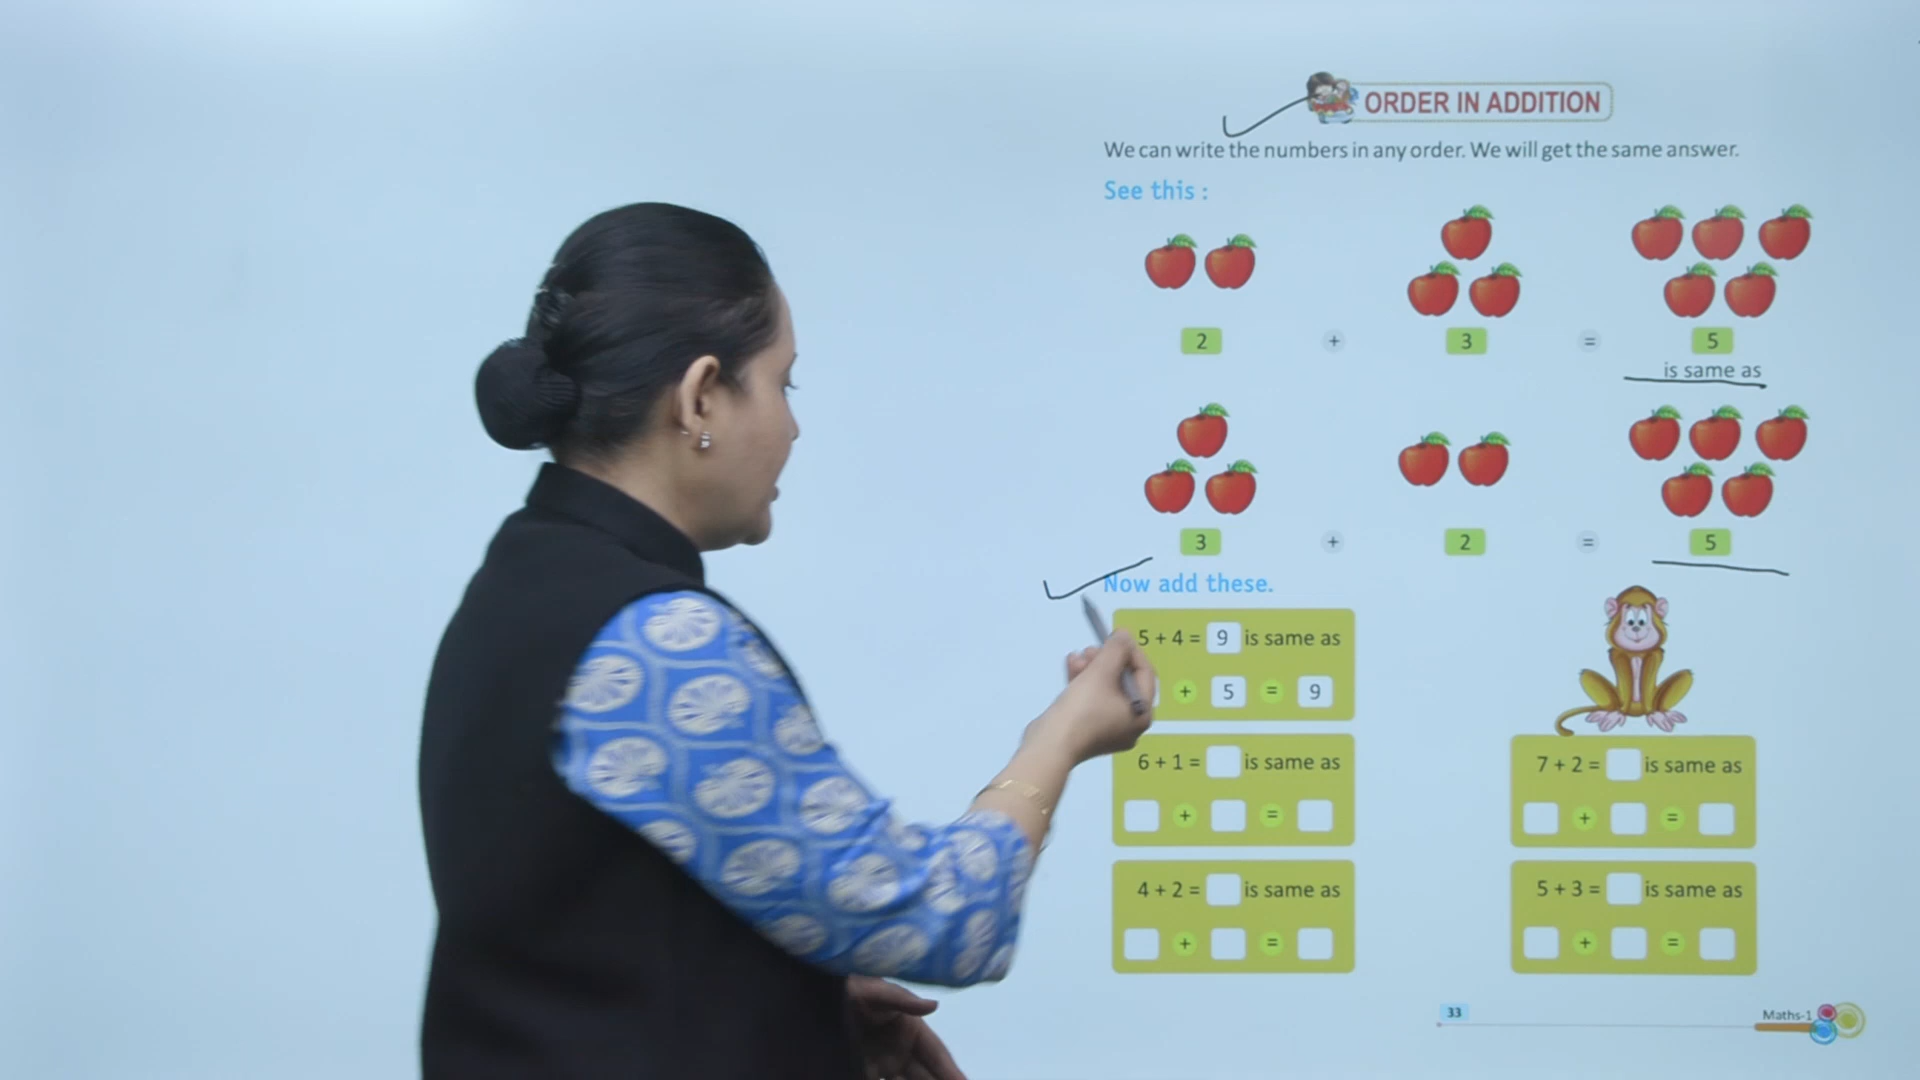 ORDER IN ADDITION
We can write the numbers in any order. We will get the same answer.
See this :
2 + 3 = 5
is same as
3 + 2 = 5
Now add these.
5 + 4 = 9 is same as
+ 5 = 9
6 + 1 = is same as
+ =
7 + 2 = is same as
+ =
4 + 2 = is same as
+ =
5 + 3 = is same as
+ =
33
Maths-1